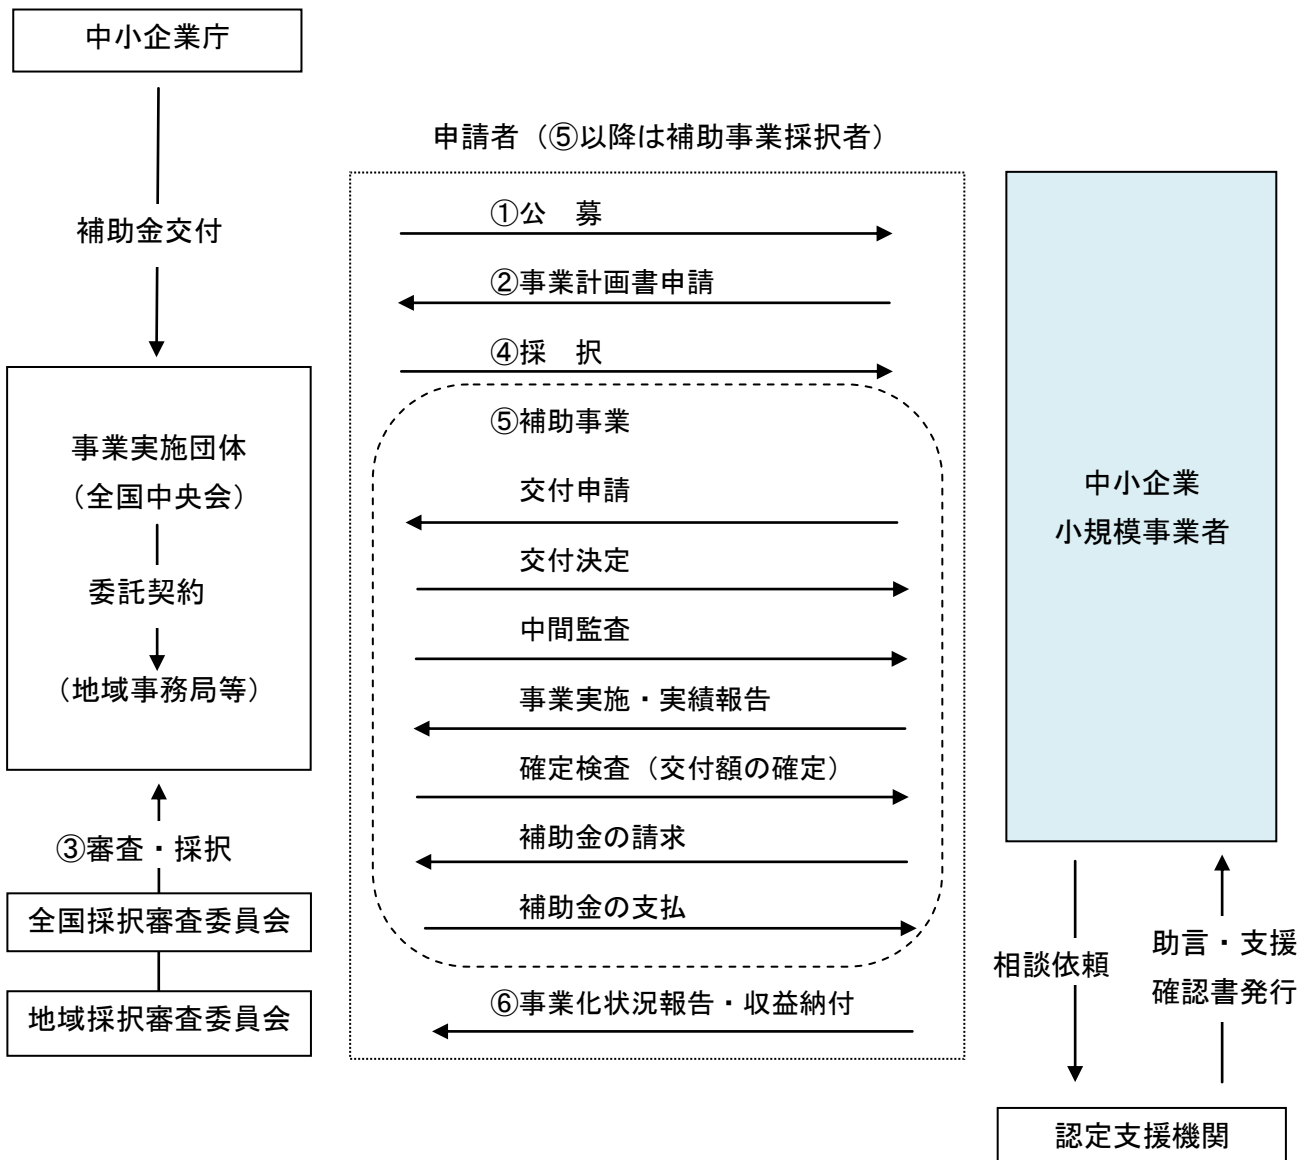 中小企業庁
補助金交付
事業実施団体
（全国中央会）
委託契約
（地域事務局等）
③審査・採択
全国採択審査委員会
地域採択審査委員会
申請者（⑤以降は補助事業採択者）
①公　募
②事業計画書申請
④採　択
⑤補助事業
交付申請
交付決定
中間監査
事業実施・実績報告
確定検査（交付額の確定）
補助金の請求
補助金の支払
⑥事業化状況報告・収益納付
中小企業
小規模事業者
相談依頼
助言・支援
確認書発行
認定支援機関